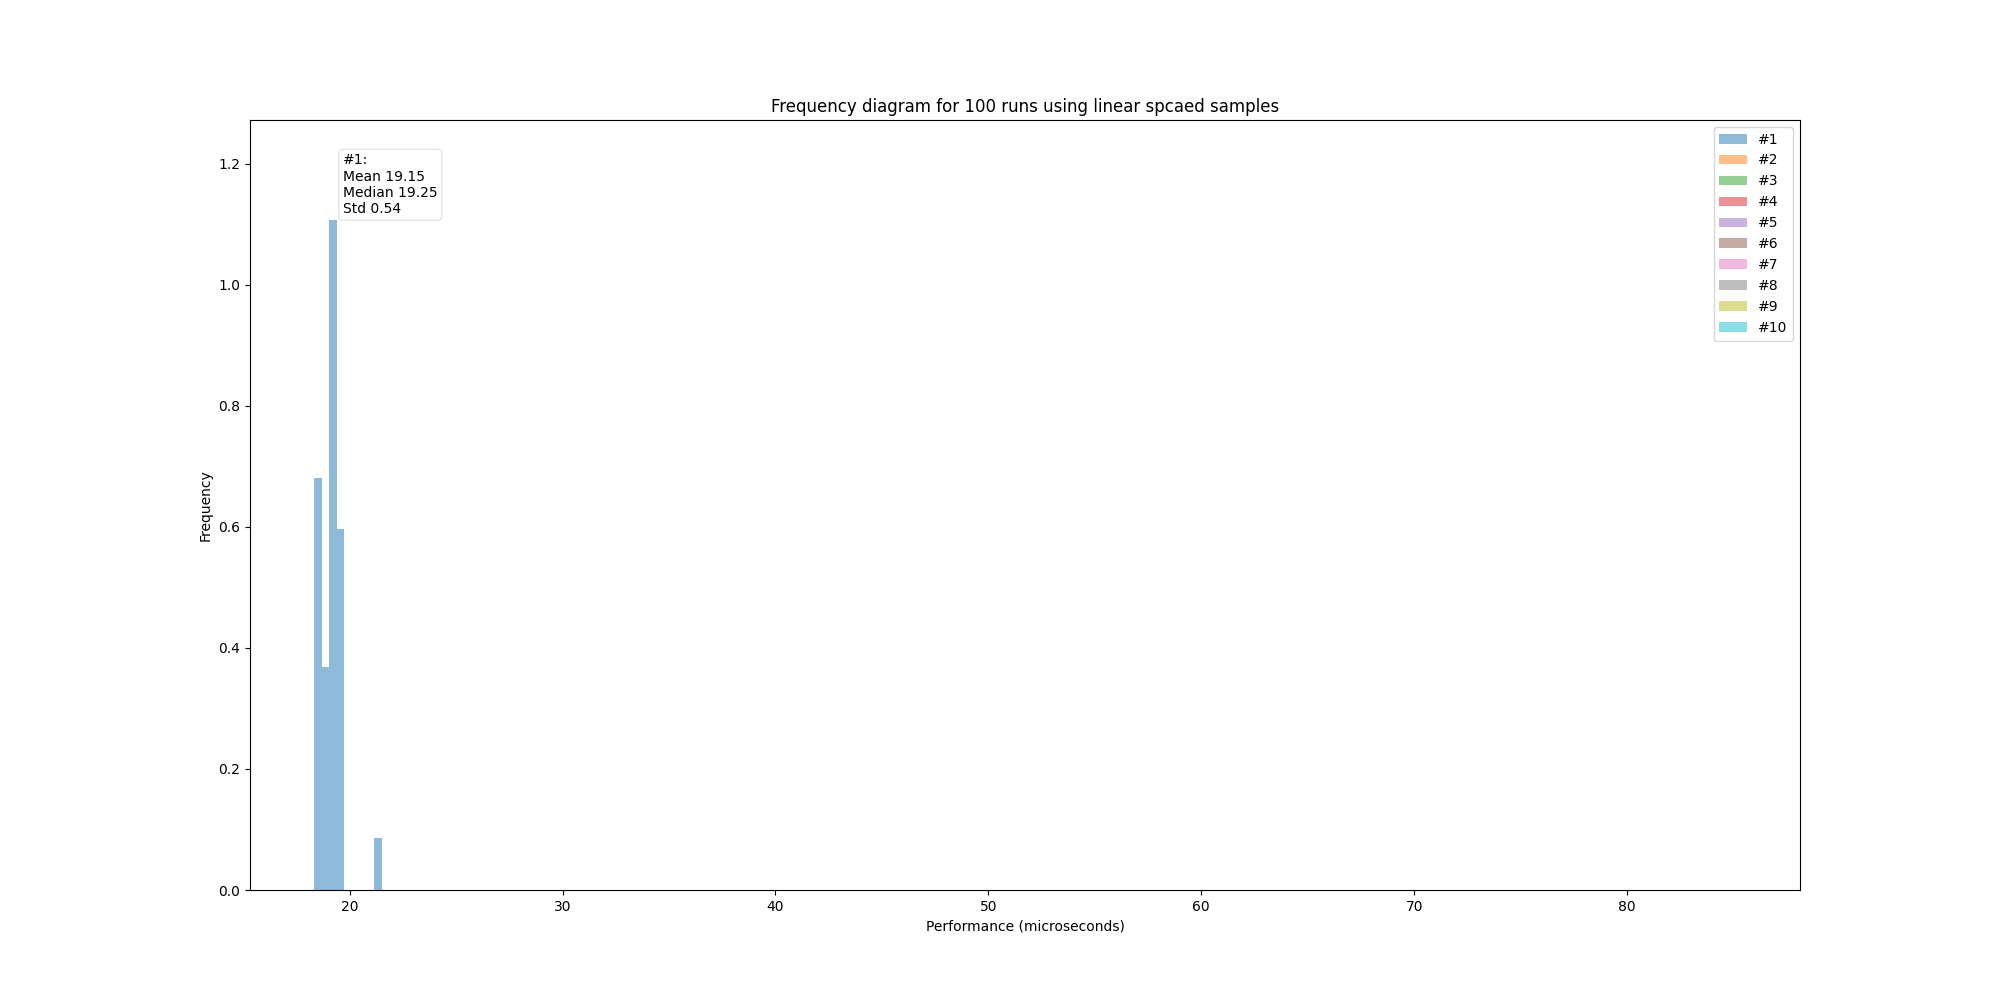 Frequency diagram for 100 runs using linear spcaed samples
#1:
Mean 19.15
Median 19.25
Std 0.54
#1
#2
#3
#4
#5
#6
#7
#8
#9
#10
Frequency
1.2
1.0
0.8
0.6
0.4
0.2
0.0
20 30 40 50 60 70 80
Performance (microseconds)